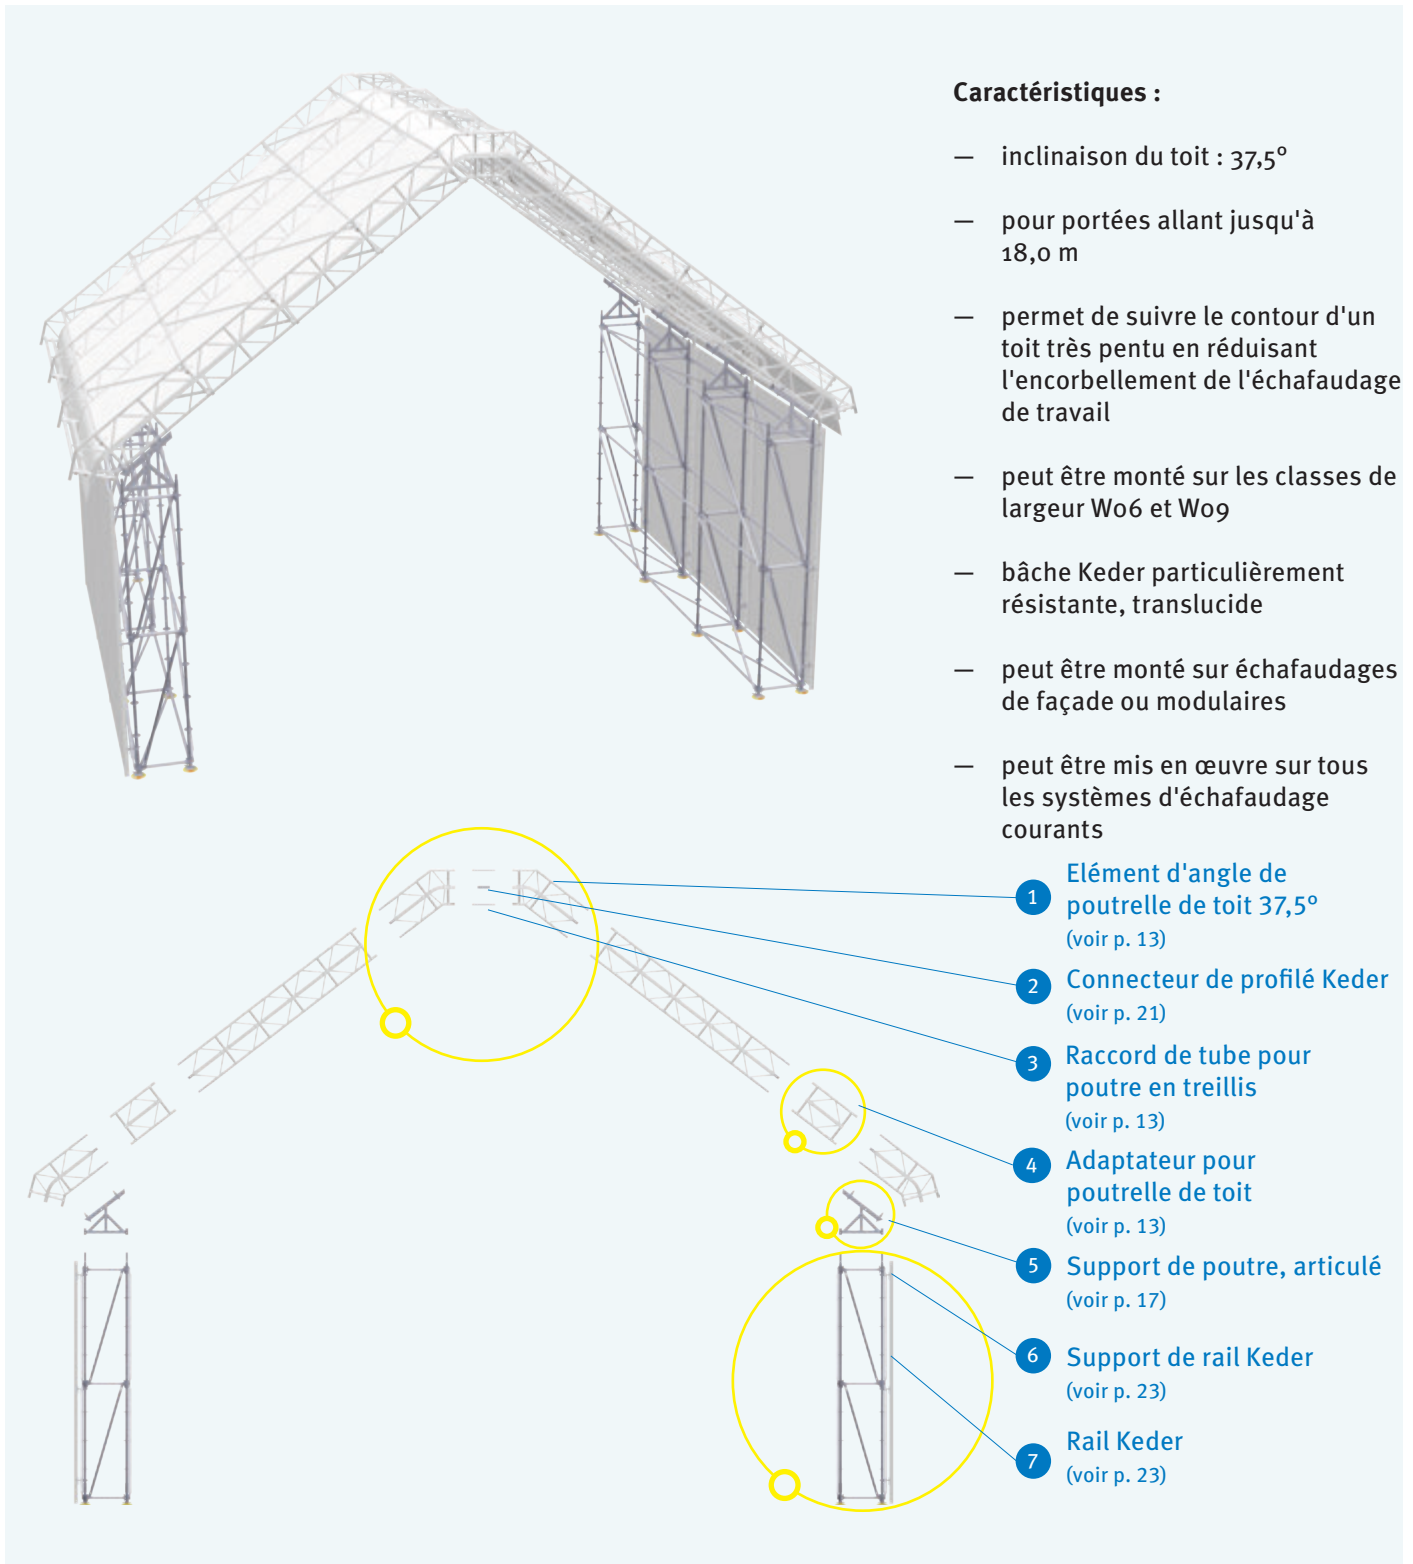 Caractéristiques :
— inclinaison du toit : 37,5°
— pour portées allant jusqu'à
18,0 m
— permet de suivre le contour d'un
toit très pentu en réduisant
l'encorbellement de l'échafaudage
de travail
— peut être monté sur les classes de
largeur W06 et W09
— bâche Keder particulièrement
résistante, translucide
— peut être monté sur échafaudages
de façade ou modulaires
— peut être mis en œuvre sur tous
les systèmes d'échafaudage
courants
1 Elément d'angle de
poutrelle de toit 37,5°
(voir p. 13)
2 Connecteur de profilé Keder
(voir p. 21)
3 Raccord de tube pour
poutre en treillis
(voir p. 13)
4 Adaptateur pour
poutrelle de toit
(voir p. 13)
5 Support de poutre, articulé
(voir p. 17)
6 Support de rail Keder
(voir p. 23)
7 Rail Keder
(voir p. 23)